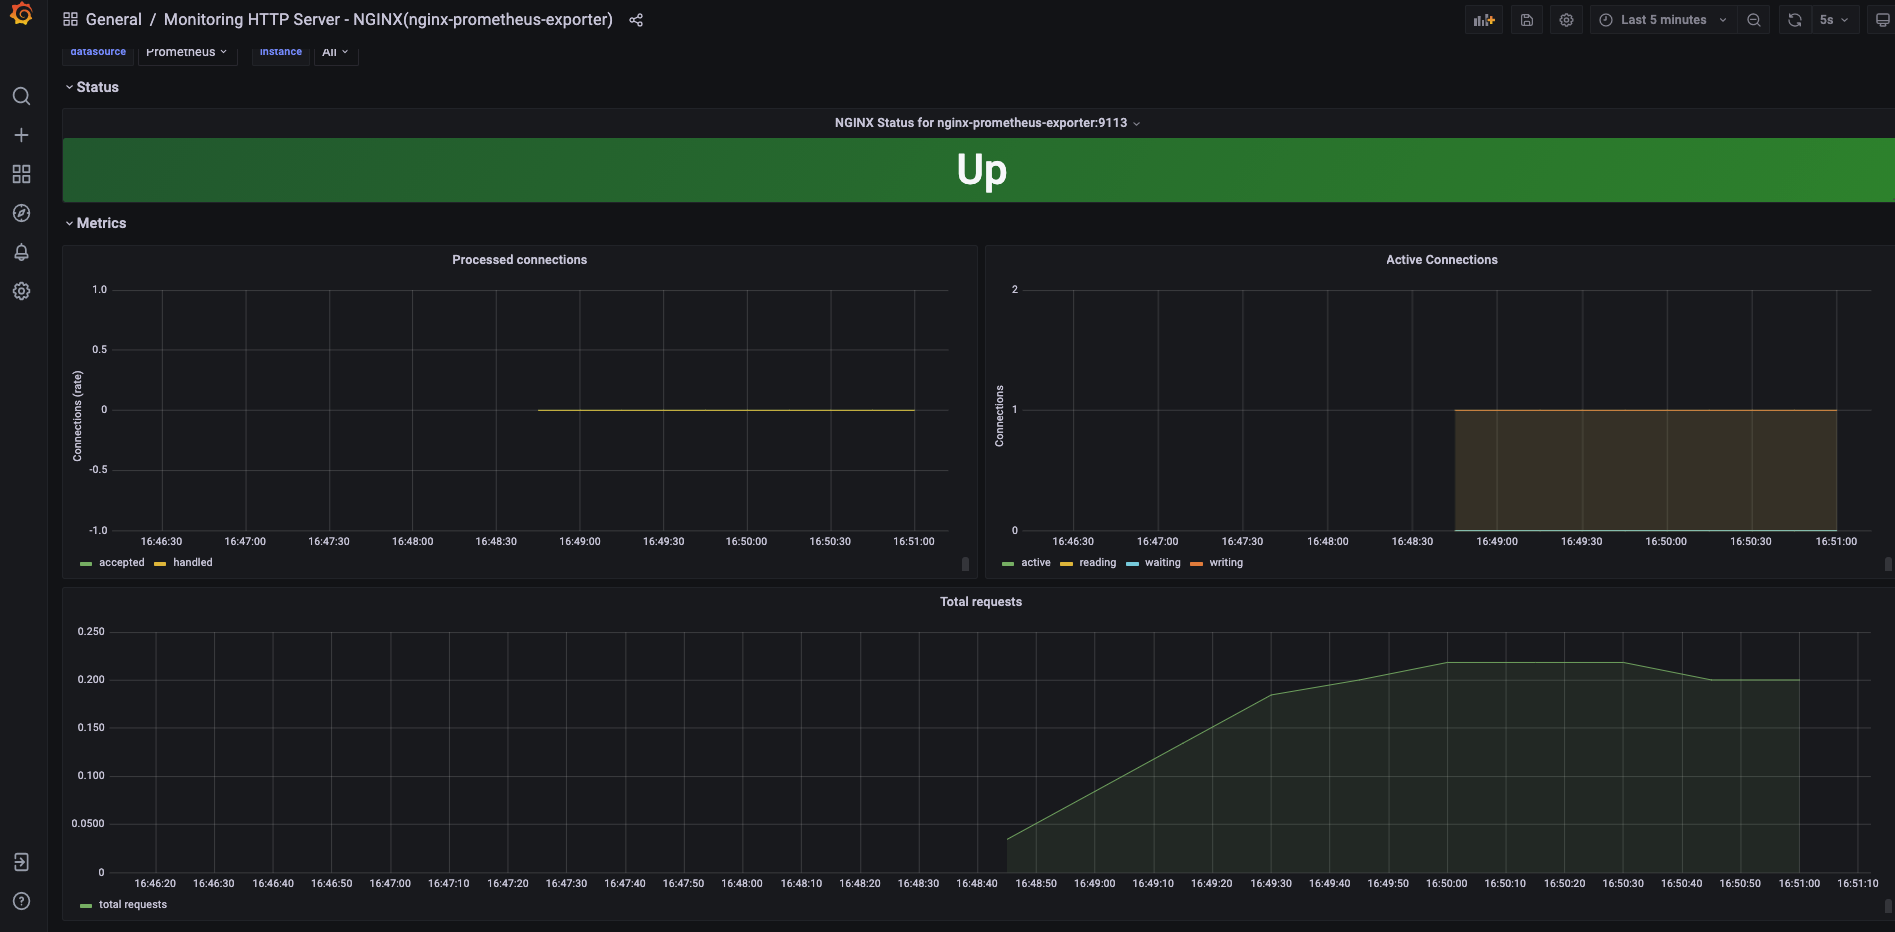 General / Monitoring HTTP Server - NGINX(nginx-prometheus-exporter)
Last 5 minutes
5s
datasource Prometheus instance All
Status
NGINX Status for nginx-prometheus-exporter:9113
Up
Metrics
Processed connections
Connections (rate)
1.0
0.5
0
-0.5
-1.0
16:46:30 16:47:00 16:47:30 16:48:00 16:48:30 16:49:00 16:49:30 16:50:00 16:50:30 16:51:00
accepted handled
Active Connections
Connections
2
1
0
16:46:30 16:47:00 16:47:30 16:48:00 16:48:30 16:49:00 16:49:30 16:50:00 16:50:30 16:51:00
active reading waiting writing
Total requests
0.250
0.200
0.150
0.100
0.0500
0
16:46:20 16:46:30 16:46:40 16:46:50 16:47:00 16:47:10 16:47:20 16:47:30 16:47:40 16:47:50 16:48:00 16:48:10 16:48:20 16:48:30 16:48:40 16:48:50 16:49:00 16:49:10 16:49:20 16:49:30 16:49:40 16:49:50 16:50:00 16:50:10 16:50:20 16:50:30 16:50:40 16:50:50 16:51:00 16:51:10
total requests